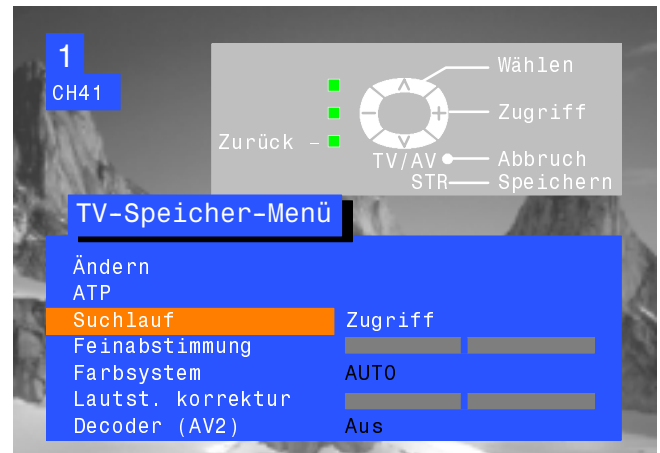 1
CH41
Wählen
Zugriff
Zurück –
TV/AV Abbruch
STR Speichern
TV-Speicher-Menü
Ändern
ATP
Suchlauf Zugriff
Feinabstimmung
Farbsystem AUTO
Lautst. korrektur
Decoder (AV2) Aus